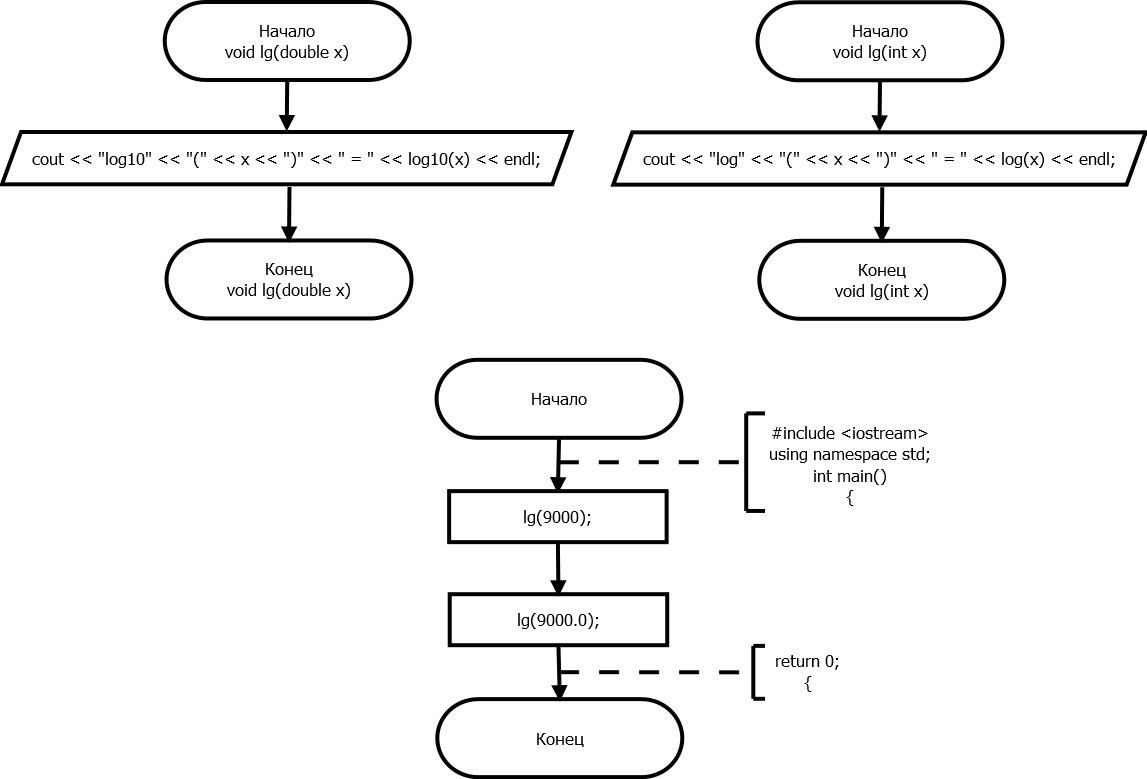 Начало
void lg(double x)
cout << "log10" << "(" << x << ")" << " = " << log10(x) << endl;
Конец
void lg(double x)
Начало
void lg(int x)
cout << "log" << "(" << x << ")" << " = " << log(x) << endl;
Конец
void lg(int x)
Начало
#include <iostream>
using namespace std;
int main()
{
lg(9000);
lg(9000.0);
return 0;
{
Конец